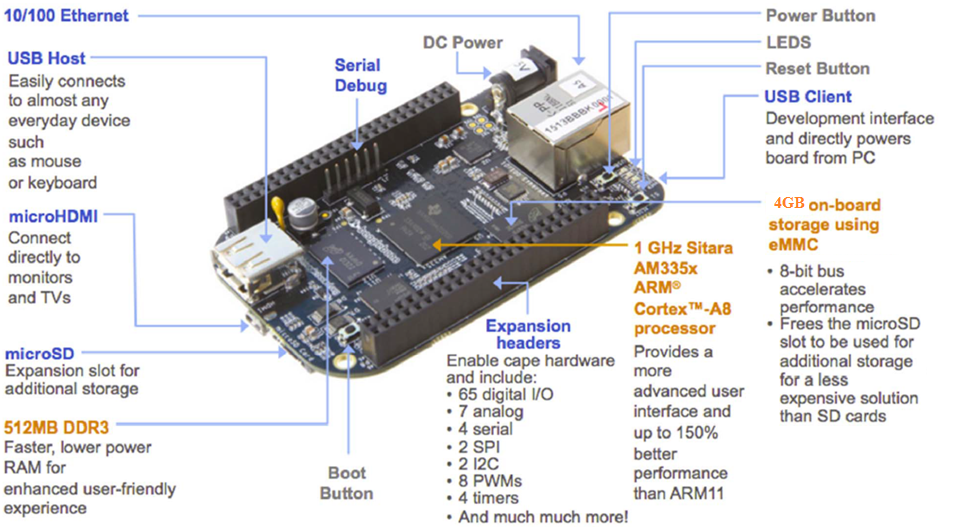 10/100 Ethernet
USB Host
Easily connects
to almost any
everyday device
such
as mouse
or keyboard
microHDMI
Connect
directly to
monitors
and TVs
microSD
Expansion slot for
additional storage
512MB DDR3
Faster, lower power
RAM for
enhanced user-friendly
experience
DC Power
Serial
Debug
5V
Boot
Button
Expansion
headers
Enable cape hardware
and include:
• 65 digital I/O
• 7 analog
• 4 serial
• 2 SPI
• 2 I2C
• 8 PWMs
• 4 timers
• And much much more!
1 GHz Sitara
AM335x
ARM®
Cortex™-A8
processor
Provides a
more
advanced user
interface and
up to 150%
better
performance
than ARM11
Power Button
LEDS
Reset Button
USB Client
Development interface
and directly powers
board from PC
4GB on-board
storage using
eMMC
• 8-bit bus
accelerates
performance
• Frees the microSD
slot to be used for
additional storage
for a less
expensive solution
than SD cards